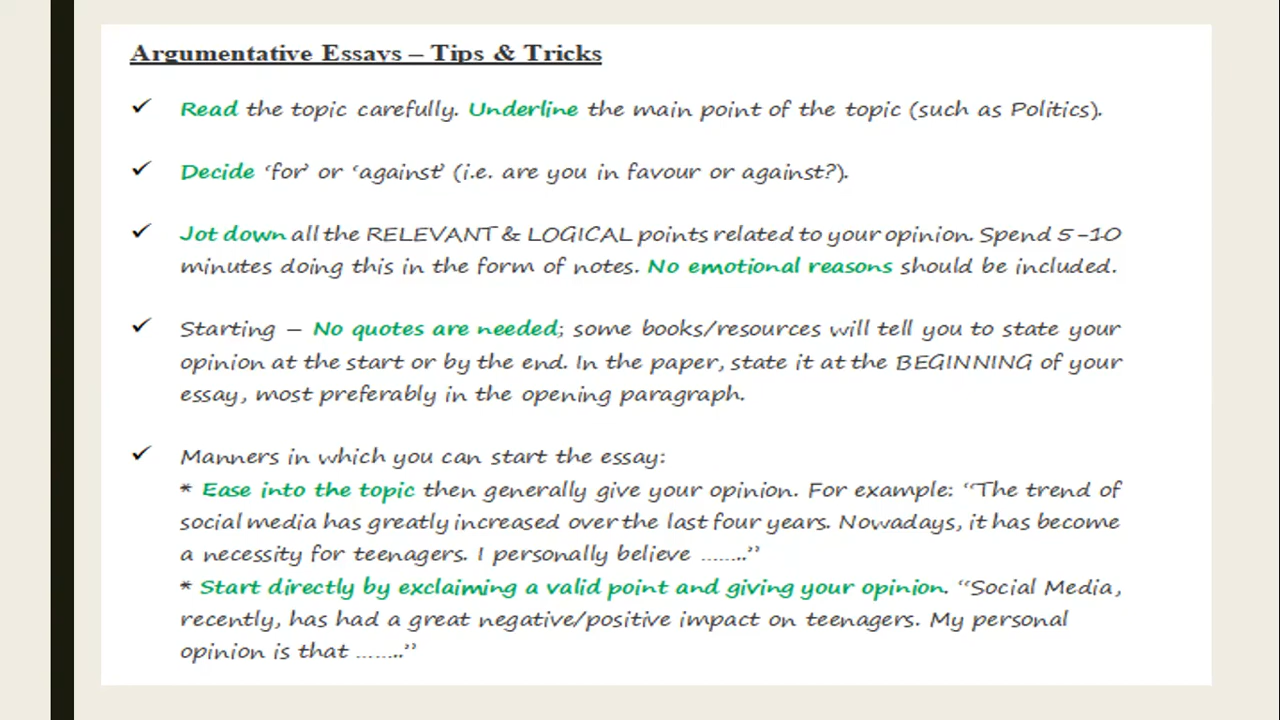 Argumentative Essays – Tips & Tricks
✓ Read the topic carefully. Underline the main point of the topic (such as Politics).
✓ Decide ‘for’ or ‘against’ (i.e. are you in favour or against?).
✓ Jot down all the RELEVANT & LOGICAL points related to your opinion. Spend 5-10
minutes doing this in the form of notes. No emotional reasons should be included.
✓ Starting – No quotes are needed; some books/resources will tell you to state your
opinion at the start or by the end. In the paper, state it at the BEGINNING of your
essay, most preferably in the opening paragraph.
✓ Manners in which you can start the essay:
* Ease into the topic then generally give your opinion. For example: “The trend of
social media has greatly increased over the last four years. Nowadays, it has become
a necessity for teenagers. I personally believe ........”
* Start directly by exclaiming a valid point and giving your opinion. “Social Media,
recently, has had a great negative/positive impact on teenagers. My personal
opinion is that ........”